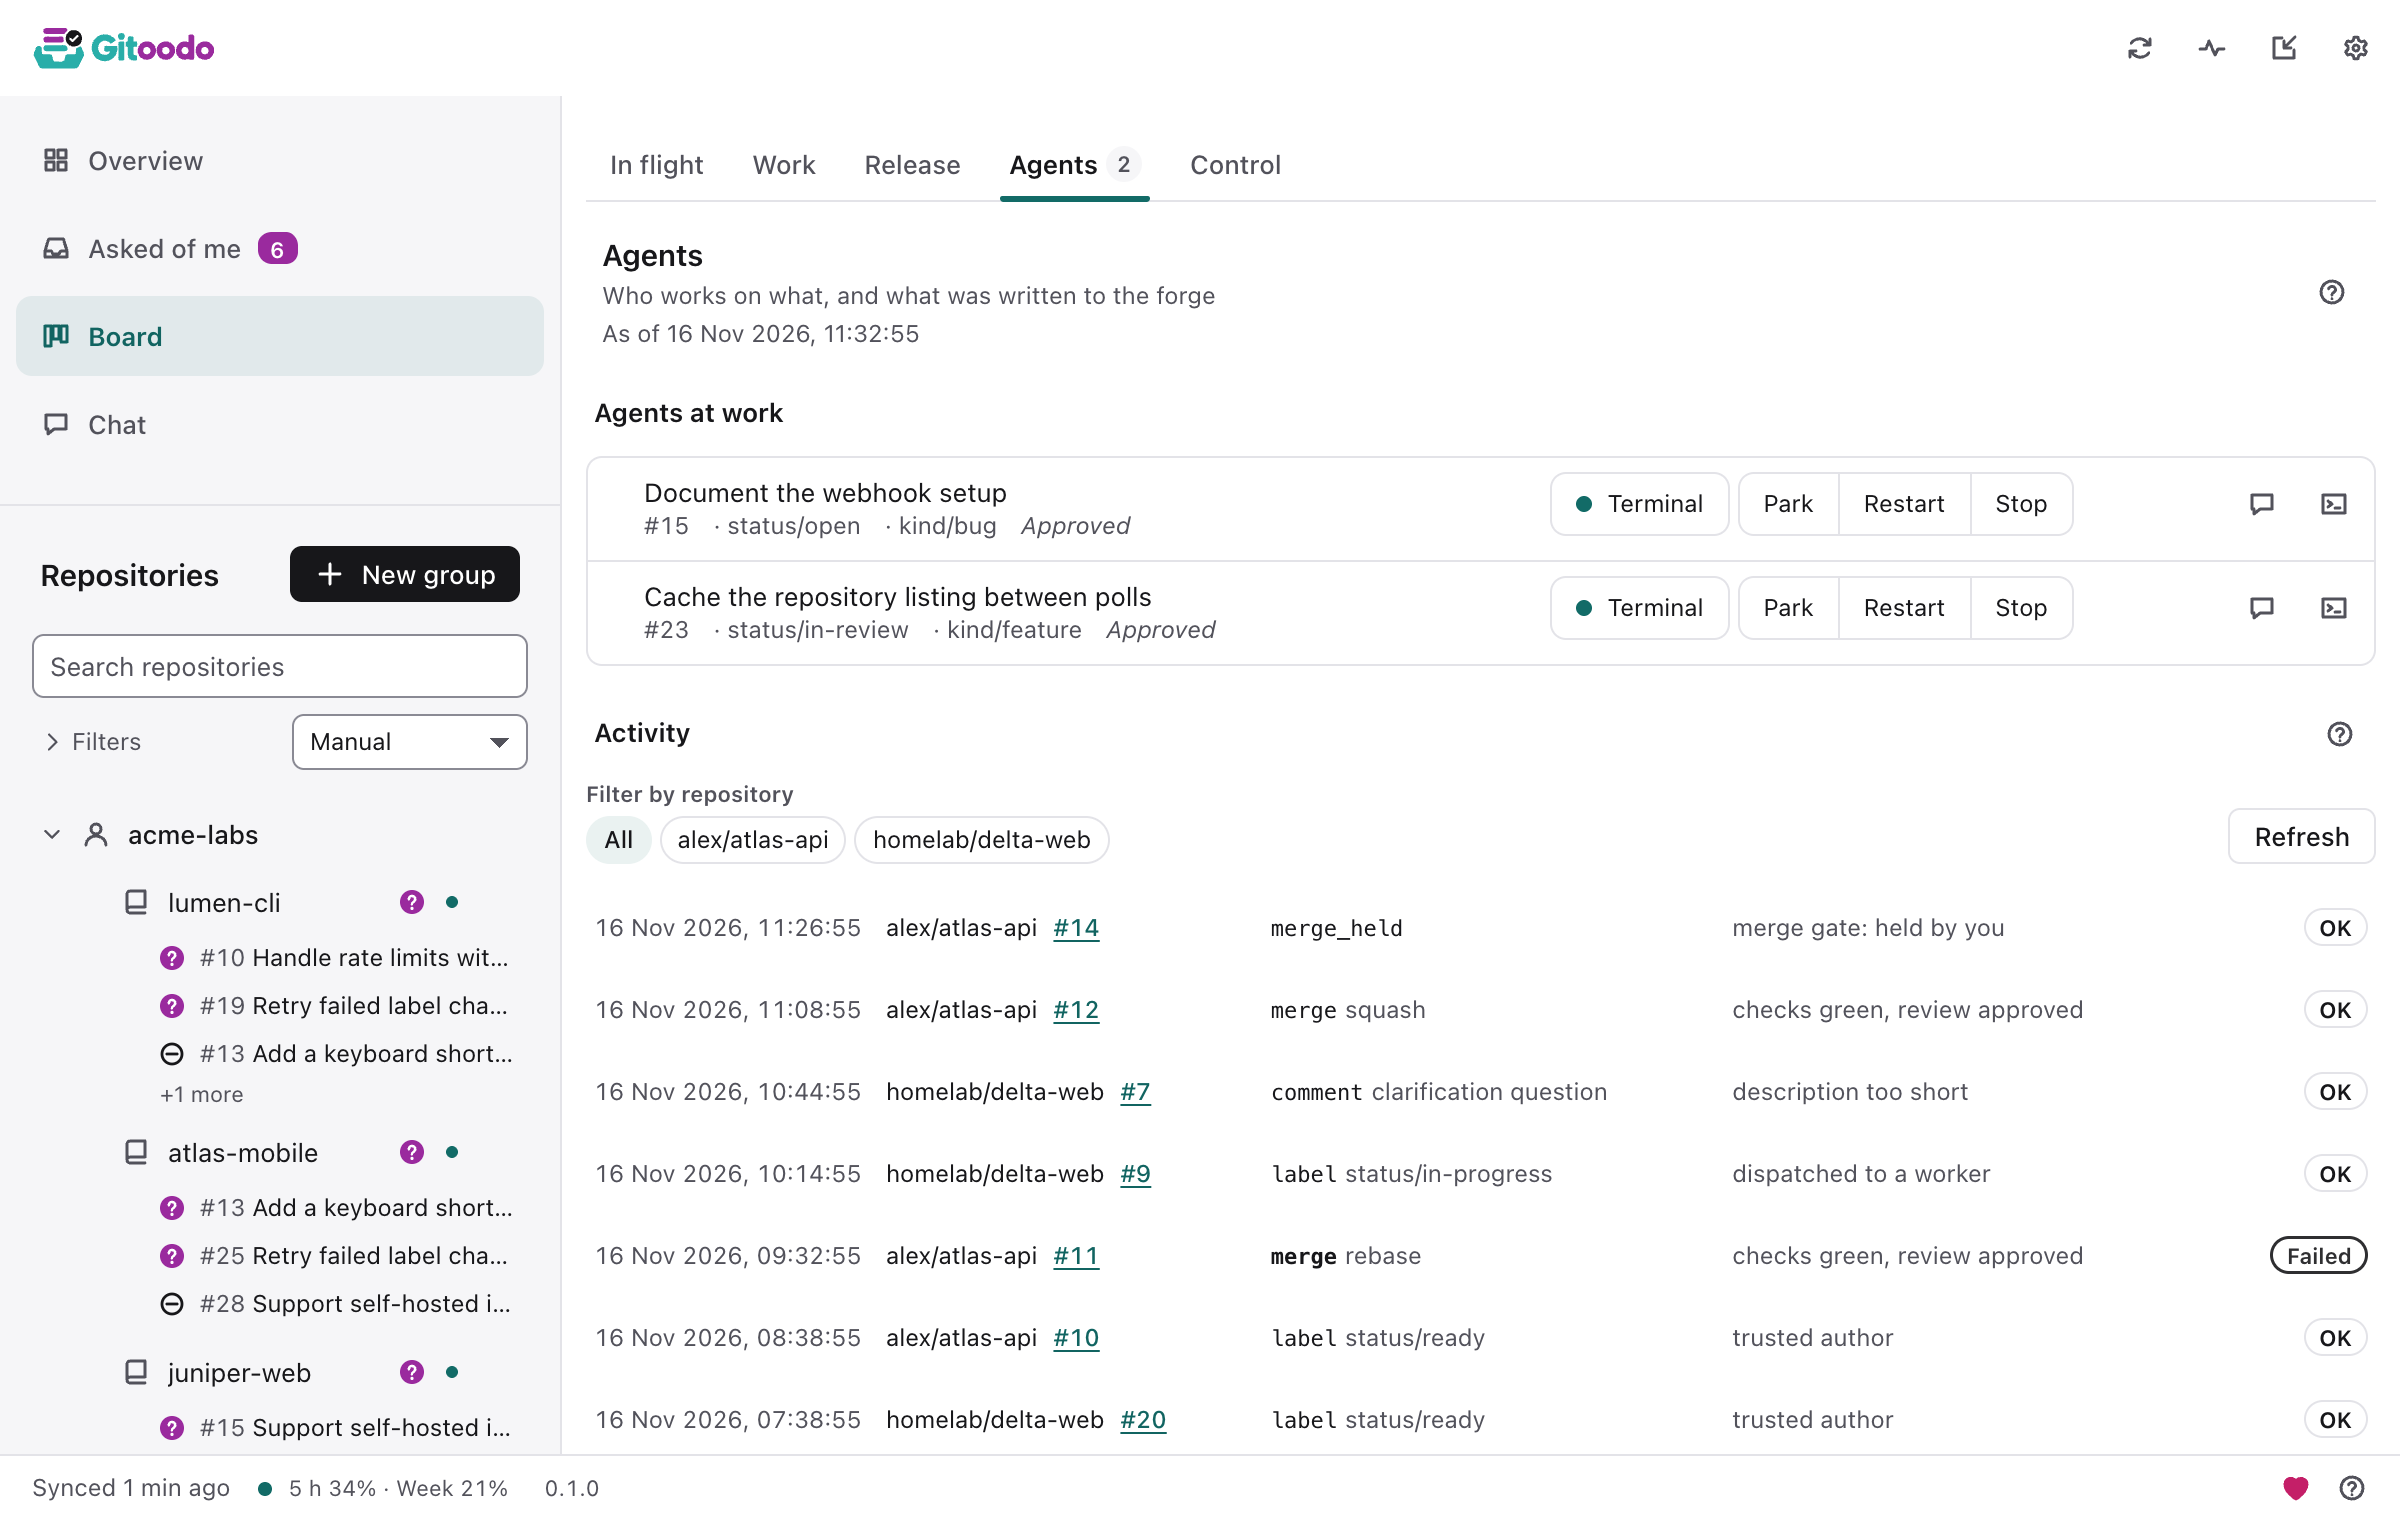 Gitoodo
Overview
Asked of me 6
Board
Chat
Repositories
New group
Search repositories
Filters
Manual
acme-labs
lumen-cli
#10 Handle rate limits wit...
#19 Retry failed label cha...
#13 Add a keyboard short...
+1 more
atlas-mobile
#13 Add a keyboard short...
#25 Retry failed label cha...
#28 Support self-hosted i...
juniper-web
#15 Support self-hosted i...
In flight Work Release Agents 2 Control
Agents
Who works on what, and what was written to the forge
As of 16 Nov 2026, 11:32:55
Agents at work
Document the webhook setup
#15 · status/open · kind/bug Approved
Terminal Park Restart Stop
Cache the repository listing between polls
#23 · status/in-review · kind/feature Approved
Terminal Park Restart Stop
Activity
Filter by repository
All alex/atlas-api homelab/delta-web
Refresh
16 Nov 2026, 11:26:55 alex/atlas-api #14 merge_held merge gate: held by you OK
16 Nov 2026, 11:08:55 alex/atlas-api #12 merge squash checks green, review approved OK
16 Nov 2026, 10:44:55 homelab/delta-web #7 comment clarification question description too short OK
16 Nov 2026, 10:14:55 homelab/delta-web #9 label status/in-progress dispatched to a worker OK
16 Nov 2026, 09:32:55 alex/atlas-api #11 merge rebase checks green, review approved Failed
16 Nov 2026, 08:38:55 alex/atlas-api #10 label status/ready trusted author OK
16 Nov 2026, 07:38:55 homelab/delta-web #20 label status/ready trusted author OK
Synced 1 min ago 5 h 34% · Week 21% 0.1.0